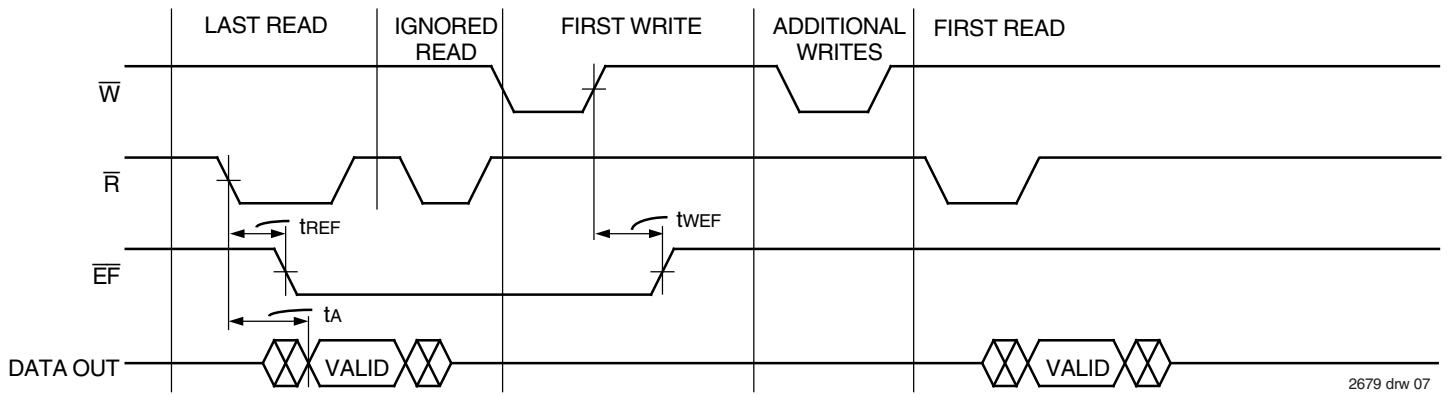 LAST READ
IGNORED
READ
FIRST WRITE
ADDITIONAL
WRITES
FIRST READ
W̅
R̅
tREF
tWEF
E̅F̅
tA
DATA OUT
VALID
VALID
2679 drw 07